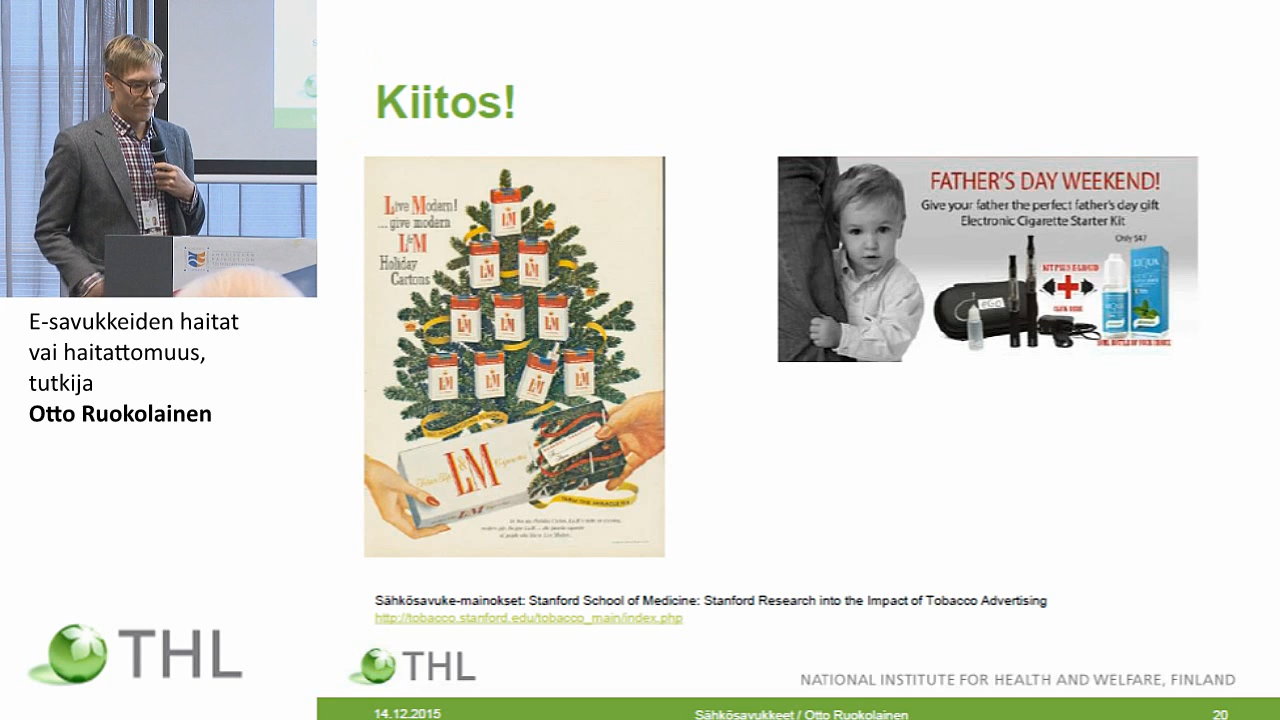 E-savukkeiden haitat
vai haitattomuus,
tutkija
Otto Ruokolainen
THL
Kiitos!
Live Modern!
...give modern
L&M
Holiday
Cartons
L&M
L&M
L&M
L&M
L&M
L&M
L&M
L&M
L&M
L&M
L&M
FATHER'S DAY WEEKEND!
Give your father the perfect father's day gift
Electronic Cigarette Starter Kit
Only $47
eGo
LIQUA
Sähkösavuke-mainokset: Stanford School of Medicine: Stanford Research into the Impact of Tobacco Advertising
http://tobacco.stanford.edu/tobacco_main/index.php
THL
NATIONAL INSTITUTE FOR HEALTH AND WELFARE, FINLAND
14.12.2015
Sähkösavukkeet / Otto Ruokolainen
20